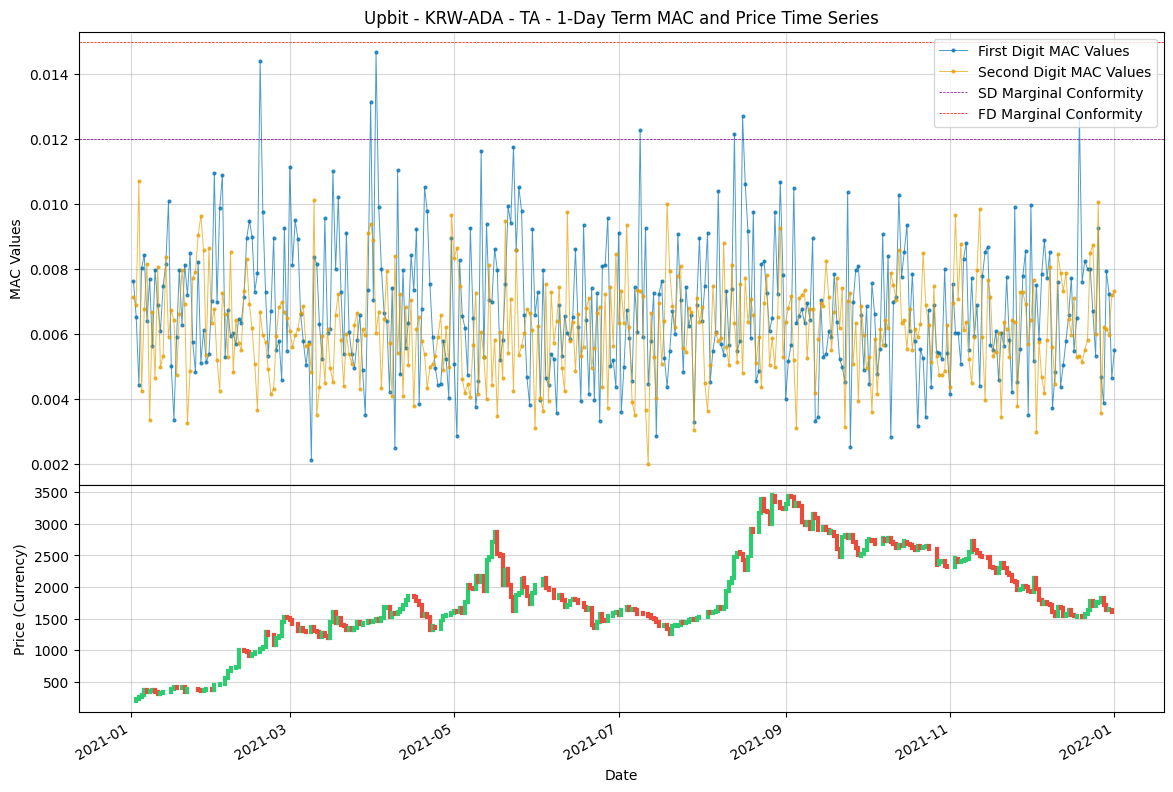 Upbit - KRW-ADA - TA - 1-Day Term MAC and Price Time Series
First Digit MAC Values
Second Digit MAC Values
SD Marginal Conformity
FD Marginal Conformity
MAC Values
0.014
0.012
0.010
0.008
0.006
0.004
0.002
Price (Currency)
3500
3000
2500
2000
1500
1000
500
2021-01
2021-03
2021-05
2021-07
2021-09
2021-11
2022-01
Date